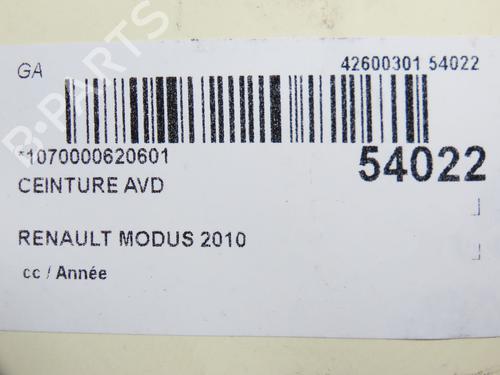 GA
42600301 54022
*1070000620601
54022
CEINTURE AVD
RENAULT MODUS 2010
cc / Année
B-PARTS